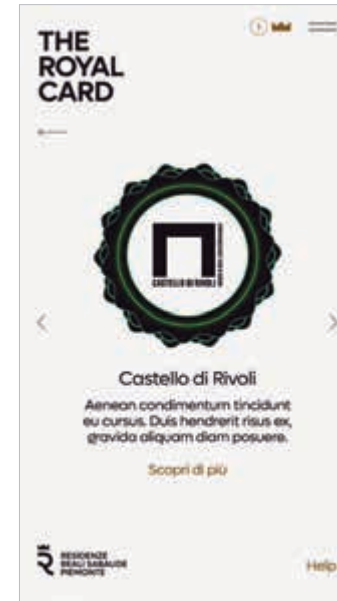 THE
ROYAL
CARD
CASTELLO DI RIVOLI
Castello di Rivoli
Aenean condimentum tincidunt
eu cursus. Duis hendrerit risus ex,
gravida aliquam diam posuere.
Scopri di più
RESIDENZE
REALI SABAUDE
PIEMONTE
Help